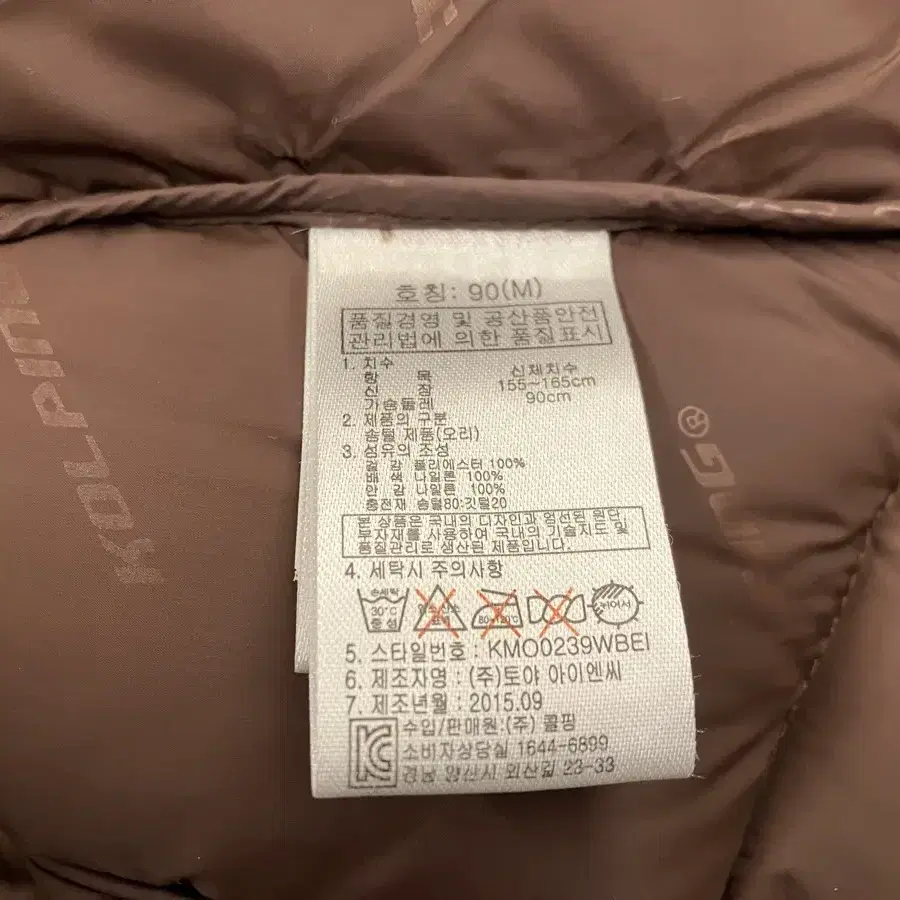 KOLPING
®
호칭: 90(M)
품질경영 및 공산품안전
관리법에 의한 품질표시
1. 치수
항 목 신체치수
신 장 155~165cm
가슴둘레 90cm
2. 제품의 구분
솜털 제품(오리)
3. 섬유의 조성
겉 감 폴리에스터 100%
배 색 나일론 100%
안 감 나일론 100%
충전재 솜털80:깃털20
본 상품은 국내의 디자인과 엄선된 원단
부자재를 사용하여 국내의 기술지도 및
품질관리로 생산된 제품입니다.
4. 세탁시 주의사항
손세탁
30°C
중성
80~120°C
뉘어서
5. 스타일번호 : KMO0239WBEI
6. 제조자명 : (주)토야 아이엔씨
7. 제조년월 : 2015.09
수입/판매원:(주) 콜핑
소비자상담실 1644-6899
경남 양산시 외산길 23-33